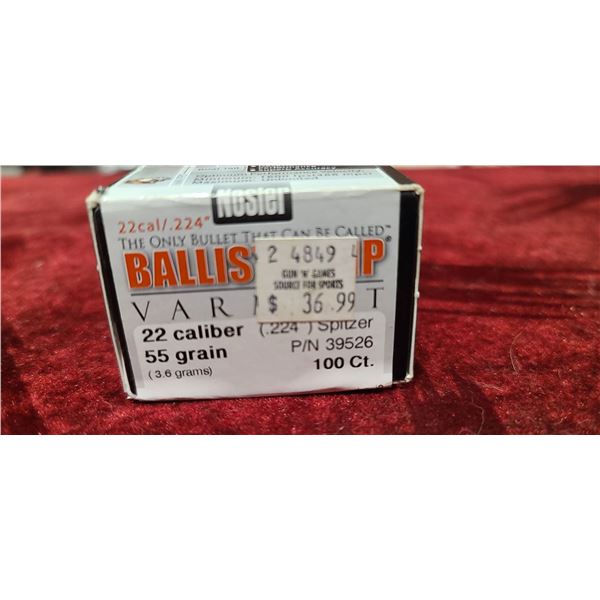 Nosler
22cal/.224"
THE ONLY BULLET THAT CAN BE CALLED
BALLIS P®
2 4849 4
GUN 'N' GAMES
SOURCE FOR SPORTS
$ 36.99
VAR T
22 caliber (.224") Spitzer
55 grain P/N 39526
(3.6 grams) 100 Ct.